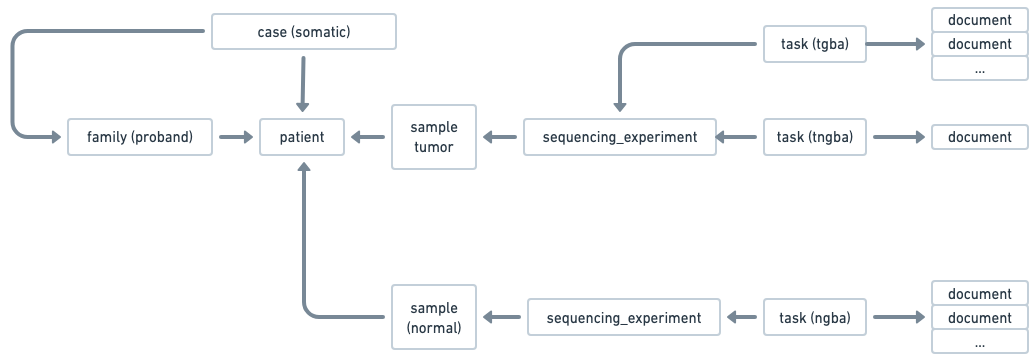 case (somatic)
task (tgba)
document
document
...
family (proband)
patient
sample
tumor
sequencing_experiment
task (tngba)
document
sample
(normal)
sequencing_experiment
task (ngba)
document
document
...